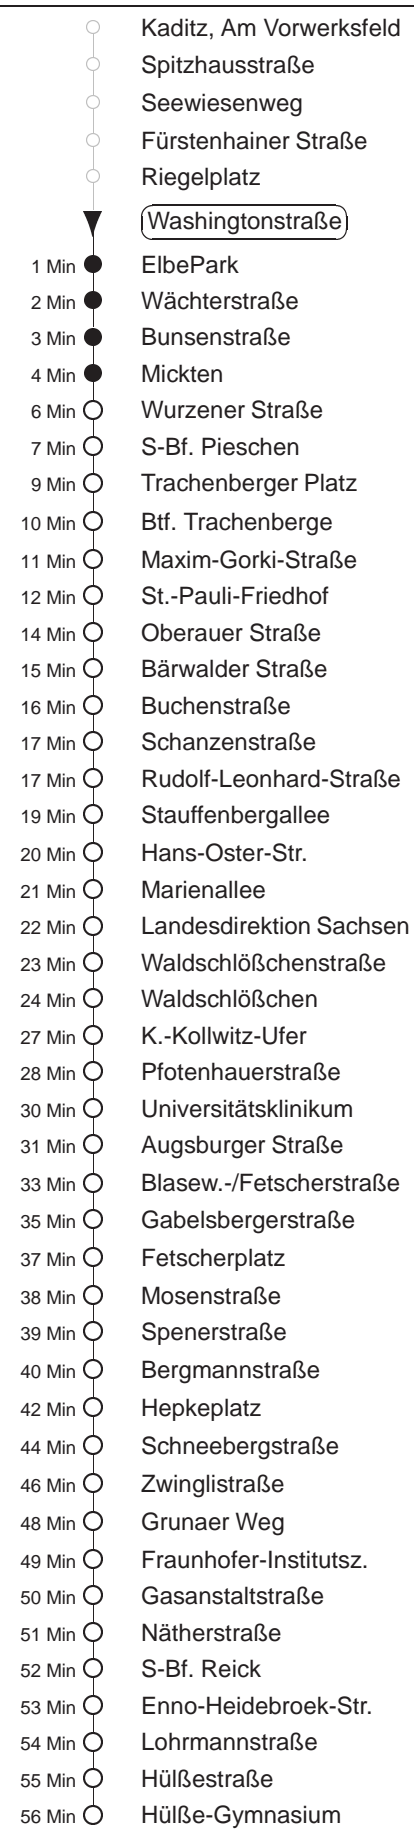 Kaditz, Am Vorwerksfeld
Spitzhausstraße
Seewiesenweg
Fürstenhainer Straße
Riegelplatz
Washingtonstraße
1 Min ElbePark
2 Min Wächterstraße
3 Min Bunsenstraße
4 Min Mickten
6 Min Wurzener Straße
7 Min S-Bf. Pieschen
9 Min Trachenberger Platz
10 Min Btf. Trachenberge
11 Min Maxim-Gorki-Straße
12 Min St.-Pauli-Friedhof
14 Min Oberauer Straße
15 Min Bärwalder Straße
16 Min Buchenstraße
17 Min Schanzenstraße
17 Min Rudolf-Leonhard-Straße
19 Min Stauffenbergallee
20 Min Hans-Oster-Str.
21 Min Marienallee
22 Min Landesdirektion Sachsen
23 Min Waldschlößchenstraße
24 Min Waldschlößchen
27 Min K.-Kollwitz-Ufer
28 Min Pfotenhauerstraße
30 Min Universitätsklinikum
31 Min Augsburger Straße
33 Min Blasew.-/Fetscherstraße
35 Min Gabelsbergerstraße
37 Min Fetscherplatz
38 Min Mosenstraße
39 Min Spenerstraße
40 Min Bergmannstraße
42 Min Hepkeplatz
44 Min Schneebergstraße
46 Min Zwinglistraße
48 Min Grunaer Weg
49 Min Fraunhofer-Institutsz.
50 Min Gasanstaltstraße
51 Min Nätherstraße
52 Min S-Bf. Reick
53 Min Enno-Heidebroek-Str.
54 Min Lohrmannstraße
55 Min Hülßestraße
56 Min Hülße-Gymnasium